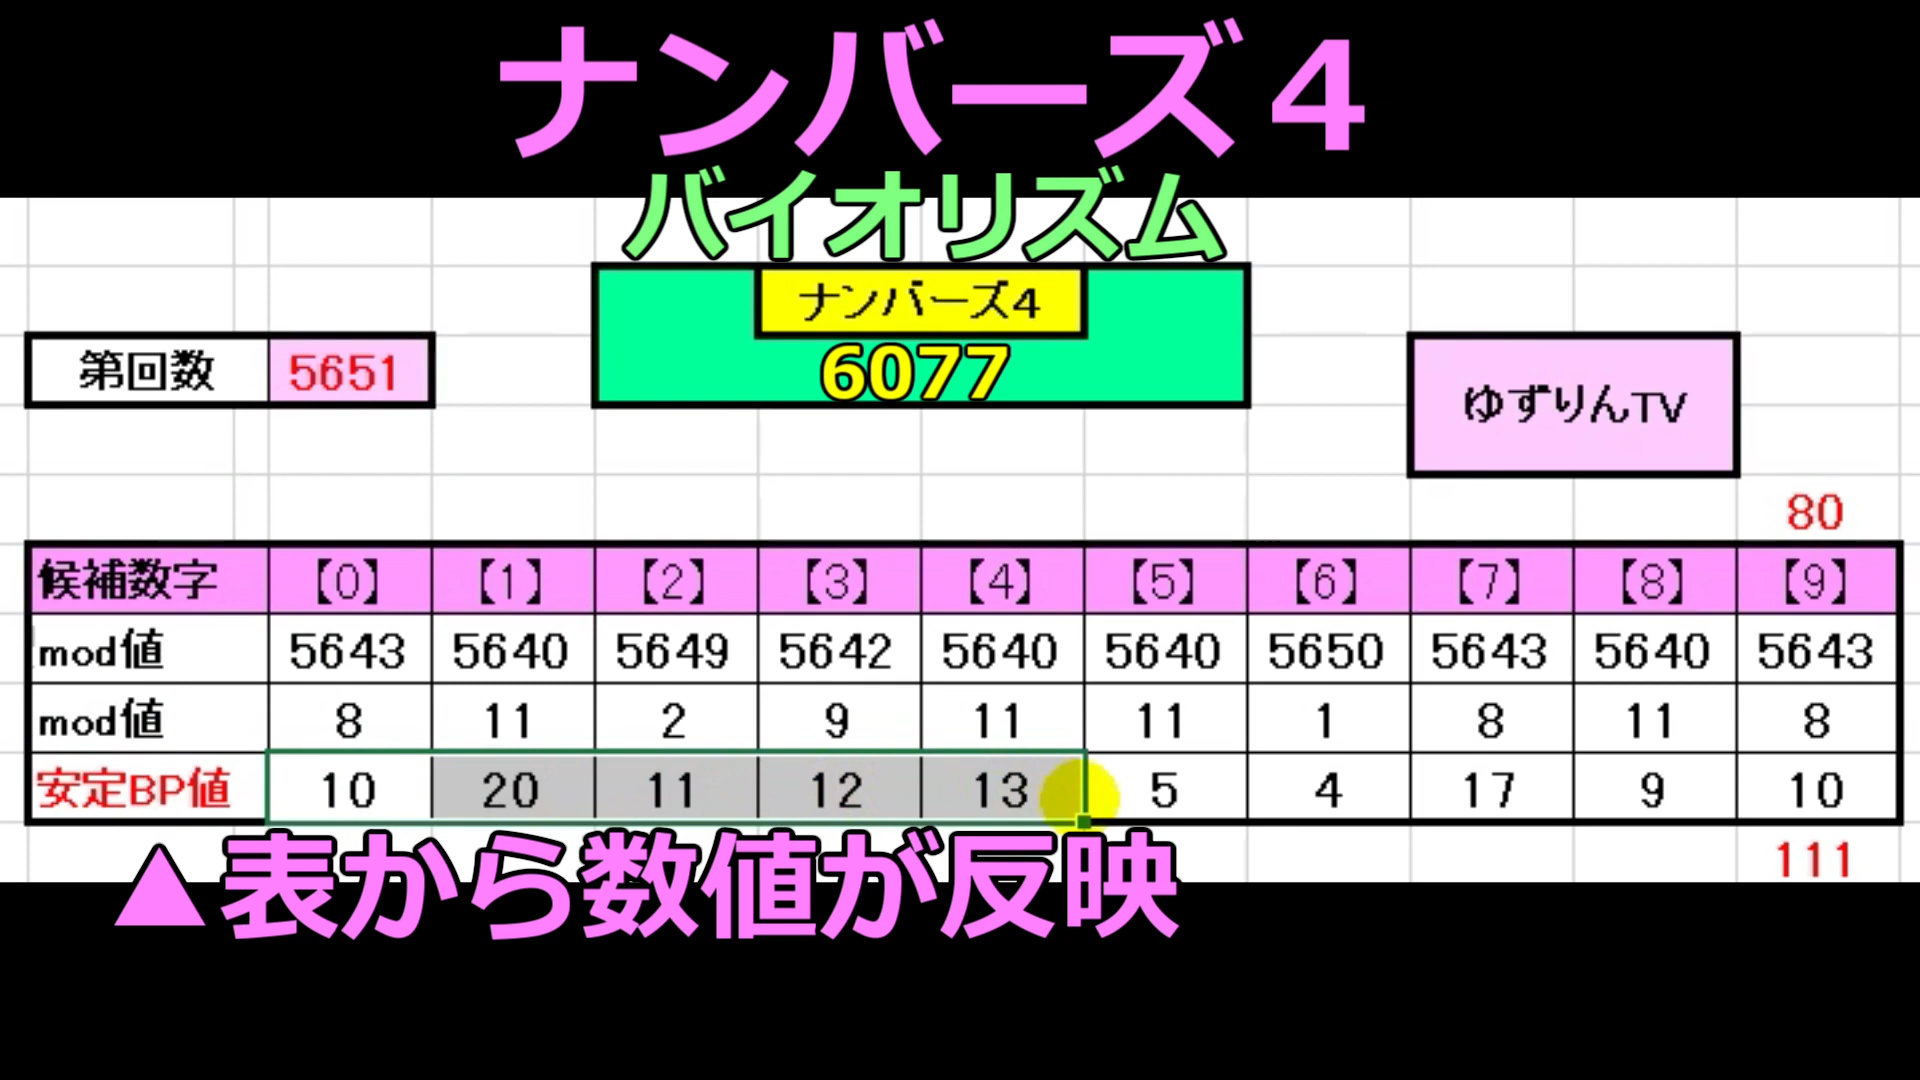 ナンバーズ４
バイオリズム
ナンバーズ4
第回数 5651
6077
ゆずりんTV
80
候補数字 【0】 【1】 【2】 【3】 【4】 【5】 【6】 【7】 【8】 【9】
mod値 5643 5640 5649 5642 5640 5640 5650 5643 5640 5643
mod値 8 11 2 9 11 11 1 8 11 8
安定BP値 10 20 11 12 13 5 4 17 9 10
▲表から数値が反映
111